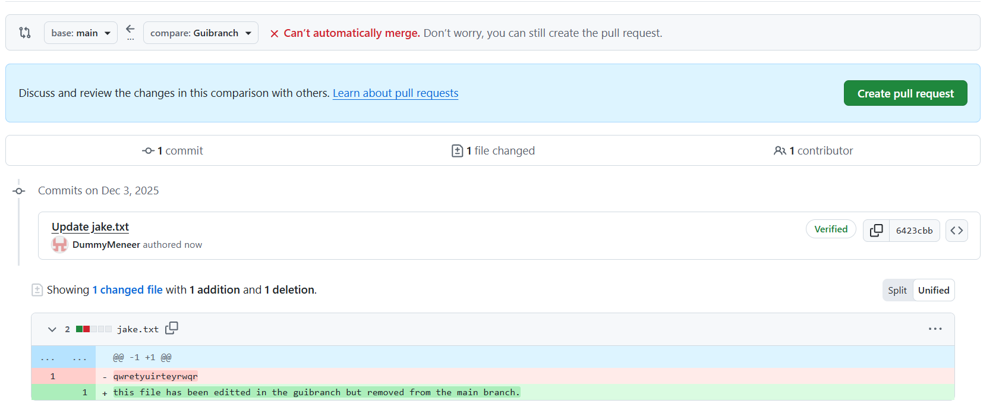 base: main
...
compare: Guibranch
Can't automatically merge. Don't worry, you can still create the pull request.
Discuss and review the changes in this comparison with others. Learn about pull requests
Create pull request
1 commit
1 file changed
1 contributor
Commits on Dec 3, 2025
Update jake.txt
DummyMeneer authored now
Verified
6423cbb
Showing 1 changed file with 1 addition and 1 deletion.
Split
Unified
2 jake.txt
...
... ... @@ -1 +1 @@
1 - qwretyuirteyrwqr
1 + this file has been editted in the guibranch but removed from the main branch.